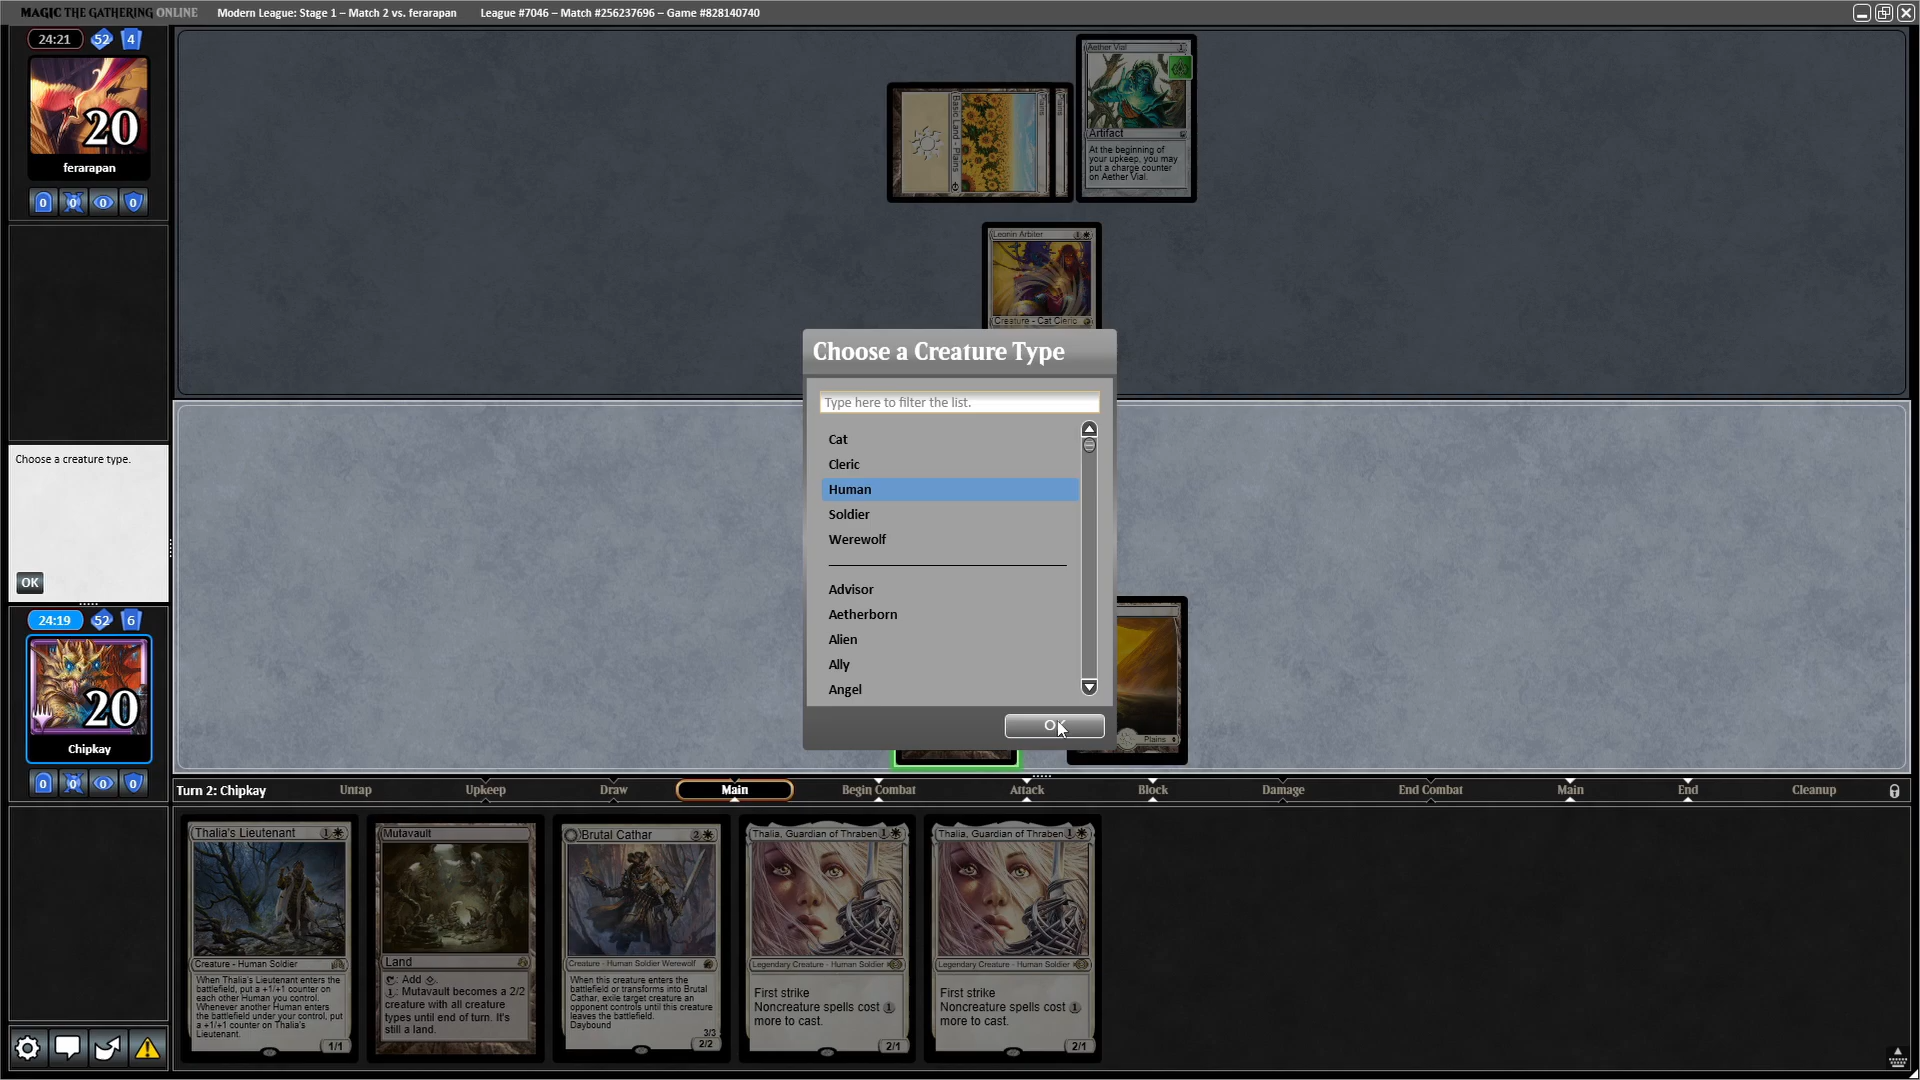 MAGIC THE GATHERING ONLINE
Modern League: Stage 1 – Match 2 vs. ferarapan
League #7046 – Match #256237696 – Game #828140740
24:21
52
4
20
ferarapan
0
0
0
0
Basic Land - Plains
Plains
Plains
Aether Vial
1
Artifact
At the beginning of
your upkeep, you may
put a charge counter
on Aether Vial.
Leonin Arbiter
1
Creature - Cat Cleric
Choose a Creature Type
Type here to filter the list.
Cat
Cleric
Human
Soldier
Werewolf
Advisor
Aetherborn
Alien
Ally
Angel
OK
Choose a creature type.
OK
24:19
52
6
20
Chipkay
0
0
0
0
Plains
Turn 2: Chipkay
Untap
Upkeep
Draw
Main
Begin Combat
Attack
Block
Damage
End Combat
Main
End
Cleanup
Thalia's Lieutenant
1
Creature - Human Soldier
When Thalia's Lieutenant enters the
battlefield, put a +1/+1 counter on
each other Human you control.
Whenever another Human enters
the battlefield under your control, put
a +1/+1 counter on Thalia's
Lieutenant.
1/1
Mutavault
Land
: Add
1: Mutavault becomes a 2/2
creature with all creature
types until end of turn. It's
still a land.
Brutal Cathar
2
Creature - Human Soldier Werewolf
When this creature enters the
battlefield or transforms into Brutal
Cathar, exile target creature an
opponent controls until this creature
leaves the battlefield.
Daybound
3/3
2/2
Thalia, Guardian of Thraben
1
Legendary Creature - Human Soldier
First strike
Noncreature spells cost 1
more to cast.
2/1
Thalia, Guardian of Thraben
1
Legendary Creature - Human Soldier
First strike
Noncreature spells cost 1
more to cast.
2/1